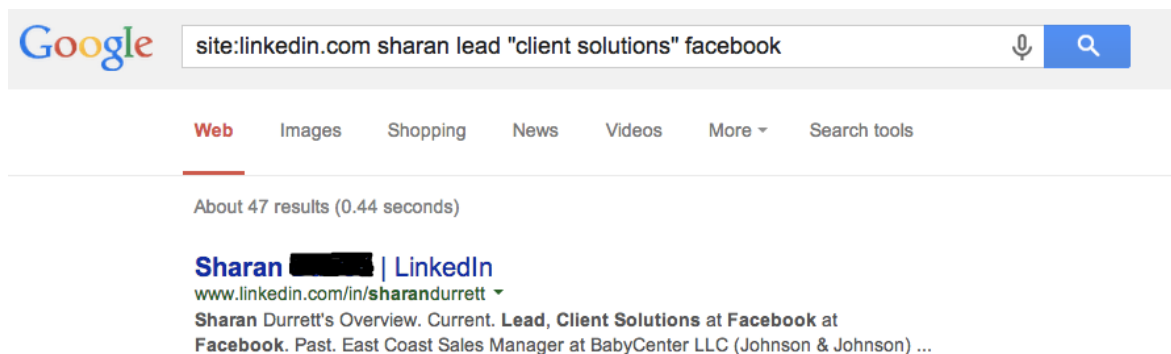 Google
site:linkedin.com sharan lead "client solutions" facebook
Web Images Shopping News Videos More Search tools
About 47 results (0.44 seconds)
Sharan | LinkedIn
www.linkedin.com/in/sharandurrett
Sharan Durrett's Overview. Current. Lead, Client Solutions at Facebook at
Facebook. Past. East Coast Sales Manager at BabyCenter LLC (Johnson & Johnson) ...